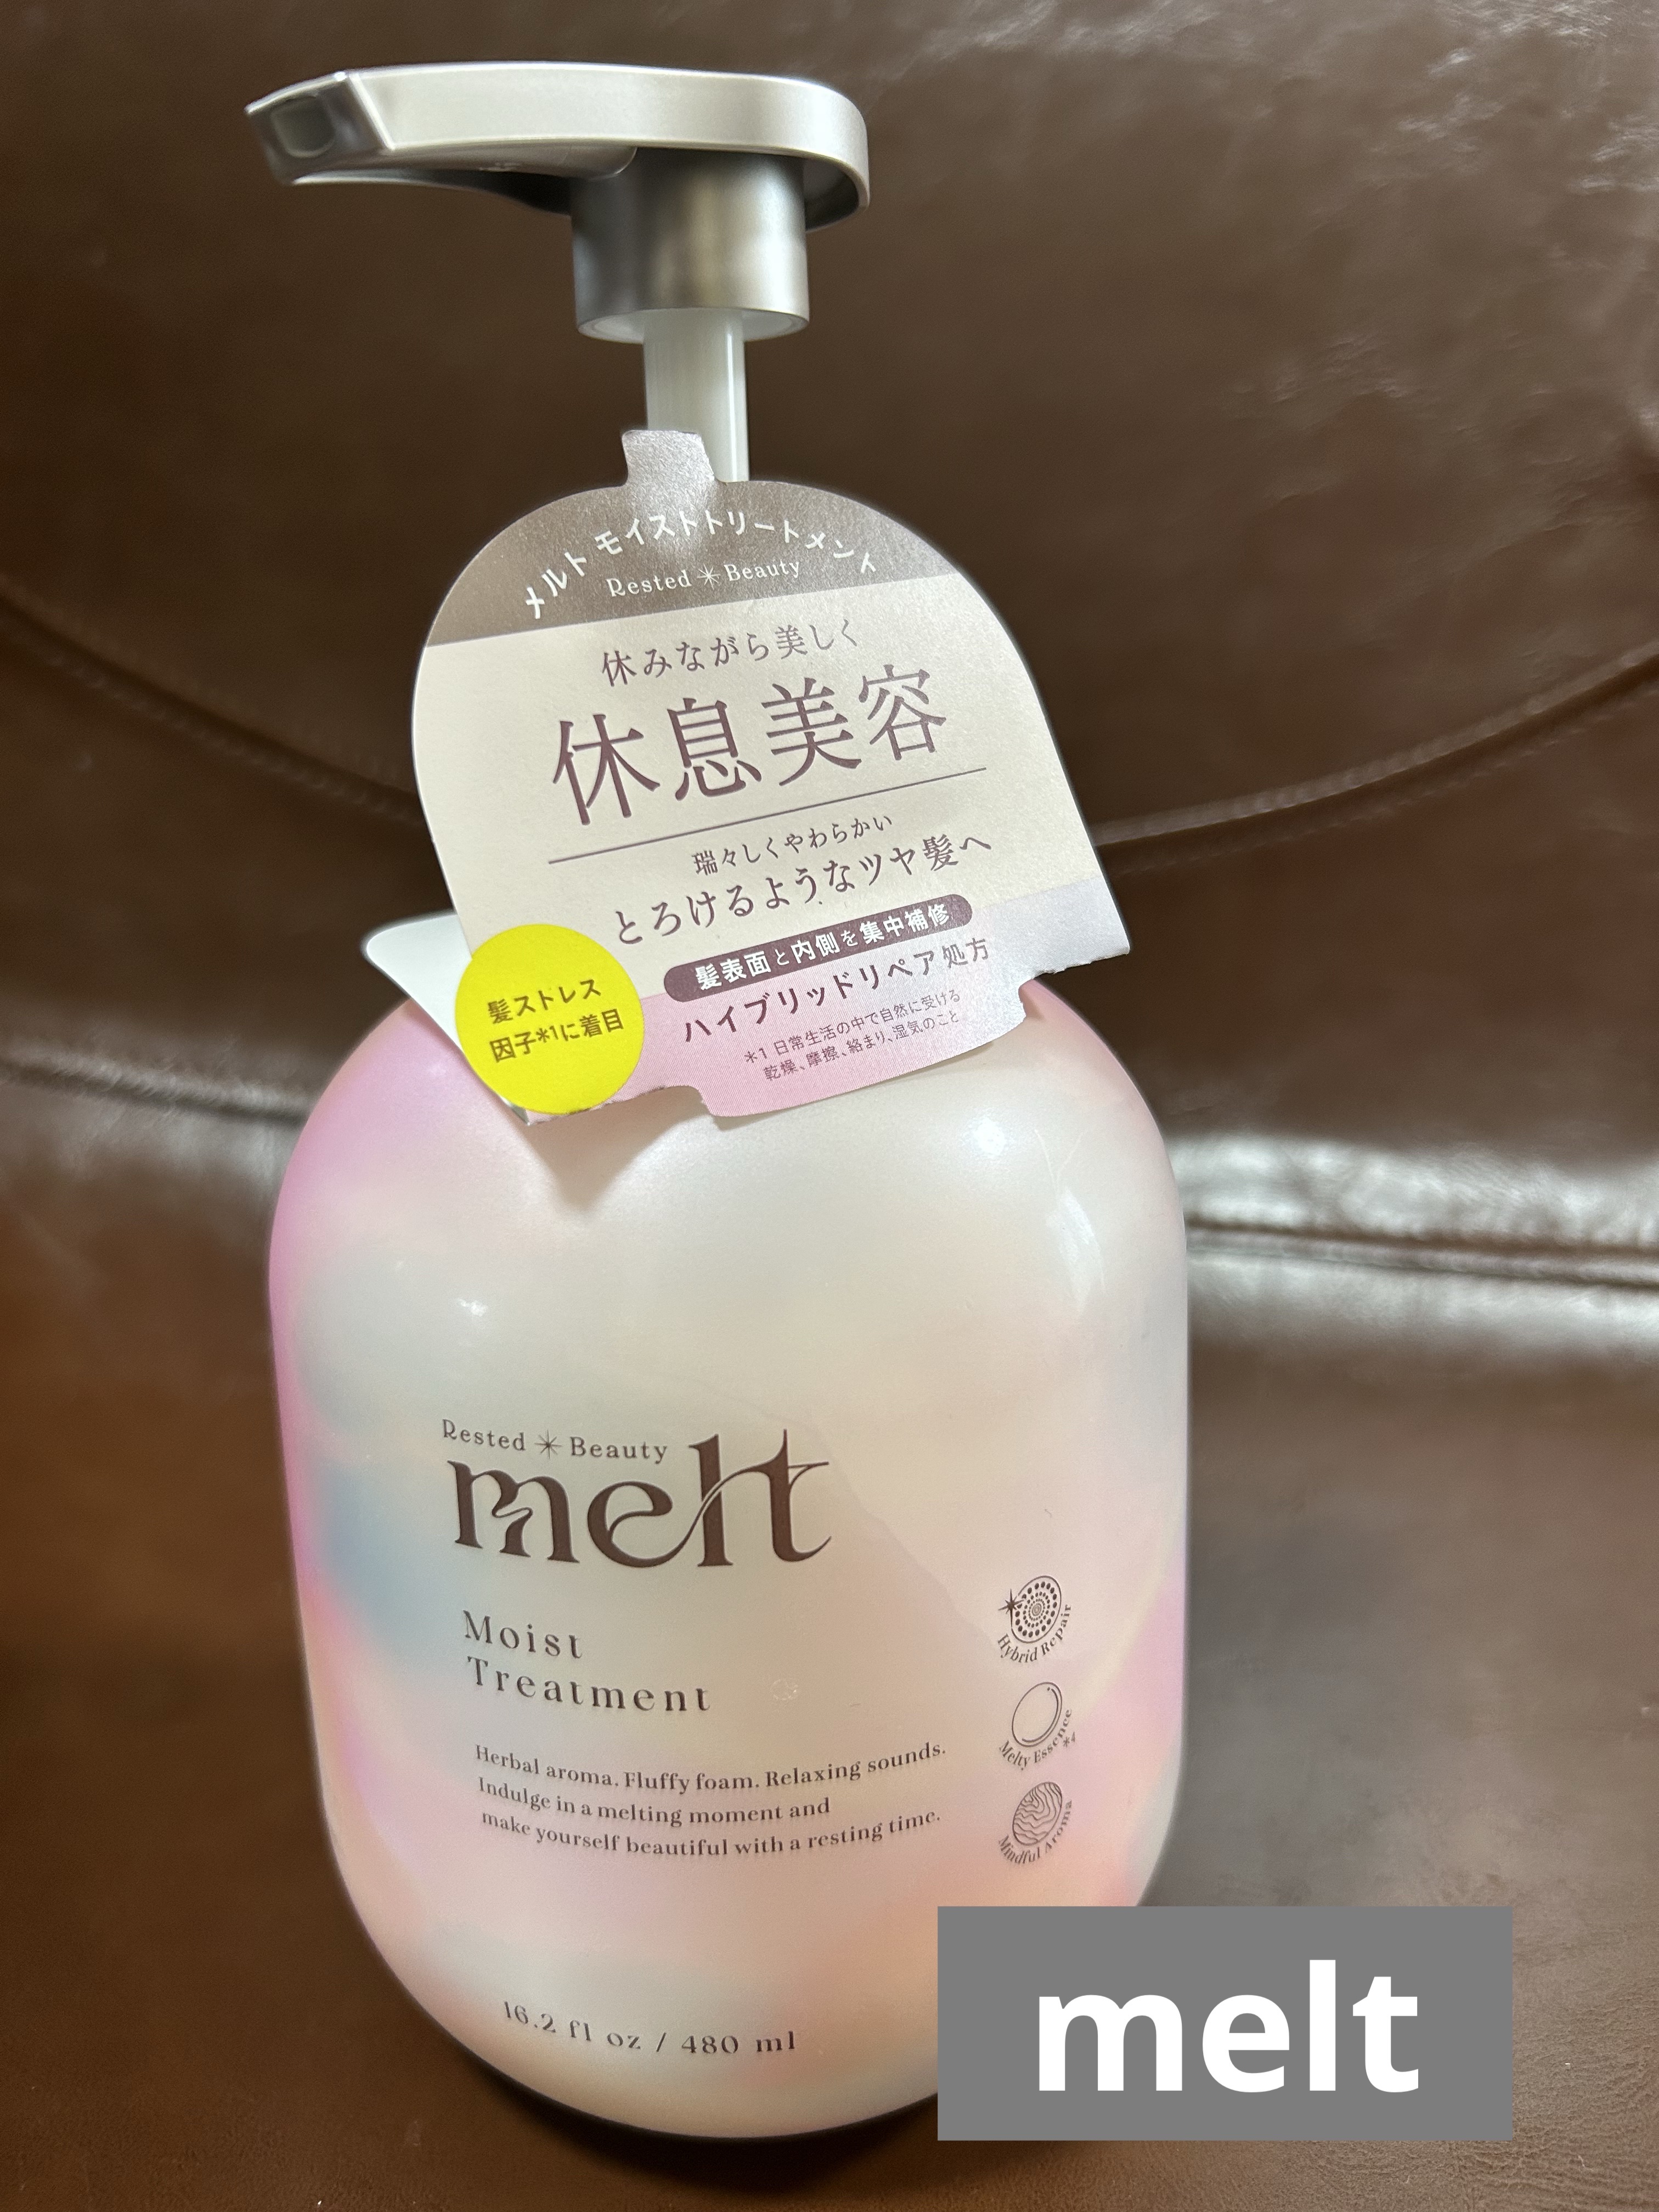 メルト モイストトリートメント
Rested Beauty
休みながら美しく
休息美容
瑞々しくやわらかい
とろけるようなツヤ髪へ
髪表面と内側を集中補修
ハイブリッドリペア処方
*1 日常生活の中で自然に受ける
乾燥、摩擦、絡まり、湿気のこと
髪ストレス
因子*1に着目
Rested Beauty
melt
Moist
Treatment
Herbal aroma. Fluffy foam. Relaxing sounds.
Indulge in a melting moment and
make yourself beautiful with a resting time.
Hybrid Repair
Melty Essence*4
Mindful Aroma
16.2 fl oz / 480 ml
melt